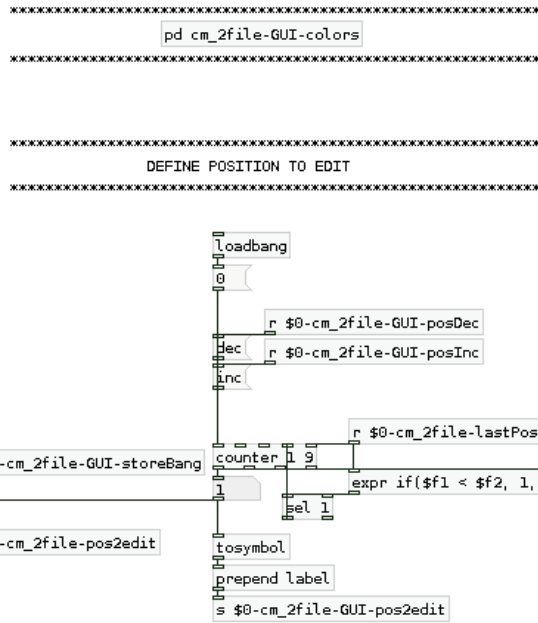 pd cm_2file-GUI-colors
DEFINE POSITION TO EDIT
loadbang
0
r $0-cm_2file-GUI-posDec
dec
r $0-cm_2file-GUI-posInc
inc
r $0-cm_2file-lastPos
-cm_2file-GUI-storeBang
counter 1 9
1
expr if($f1 < $f2, 1,
sel 1
-cm_2file-pos2edit
tosymbol
prepend label
s $0-cm_2file-GUI-pos2edit